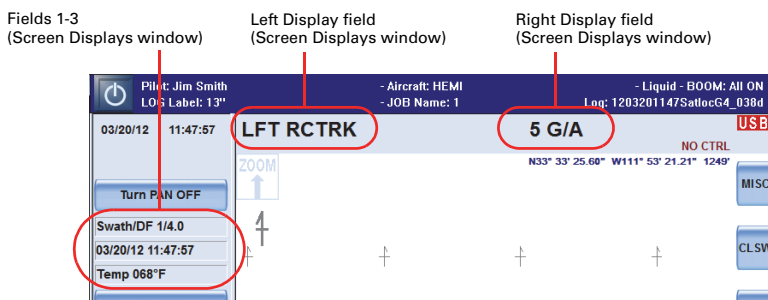 Fields 1-3
(Screen Displays window)
Left Display field
(Screen Displays window)
Right Display field
(Screen Displays window)
Pilot: Jim Smith
- Aircraft: HEMI
- Liquid - BOOM: All ON
LOG Label: 13"
- JOB Name: 1
Log: 1203201147SatlocG4_038d
03/20/12 11:47:57
LFT RCTRK
5 G/A
USB
NO CTRL
ZOOM
N33° 33' 25.60" W111° 53' 21.21" 1249'
Turn PAN OFF
MISC
Swath/DF 1/4.0
03/20/12 11:47:57
CLSW
Temp 068°F